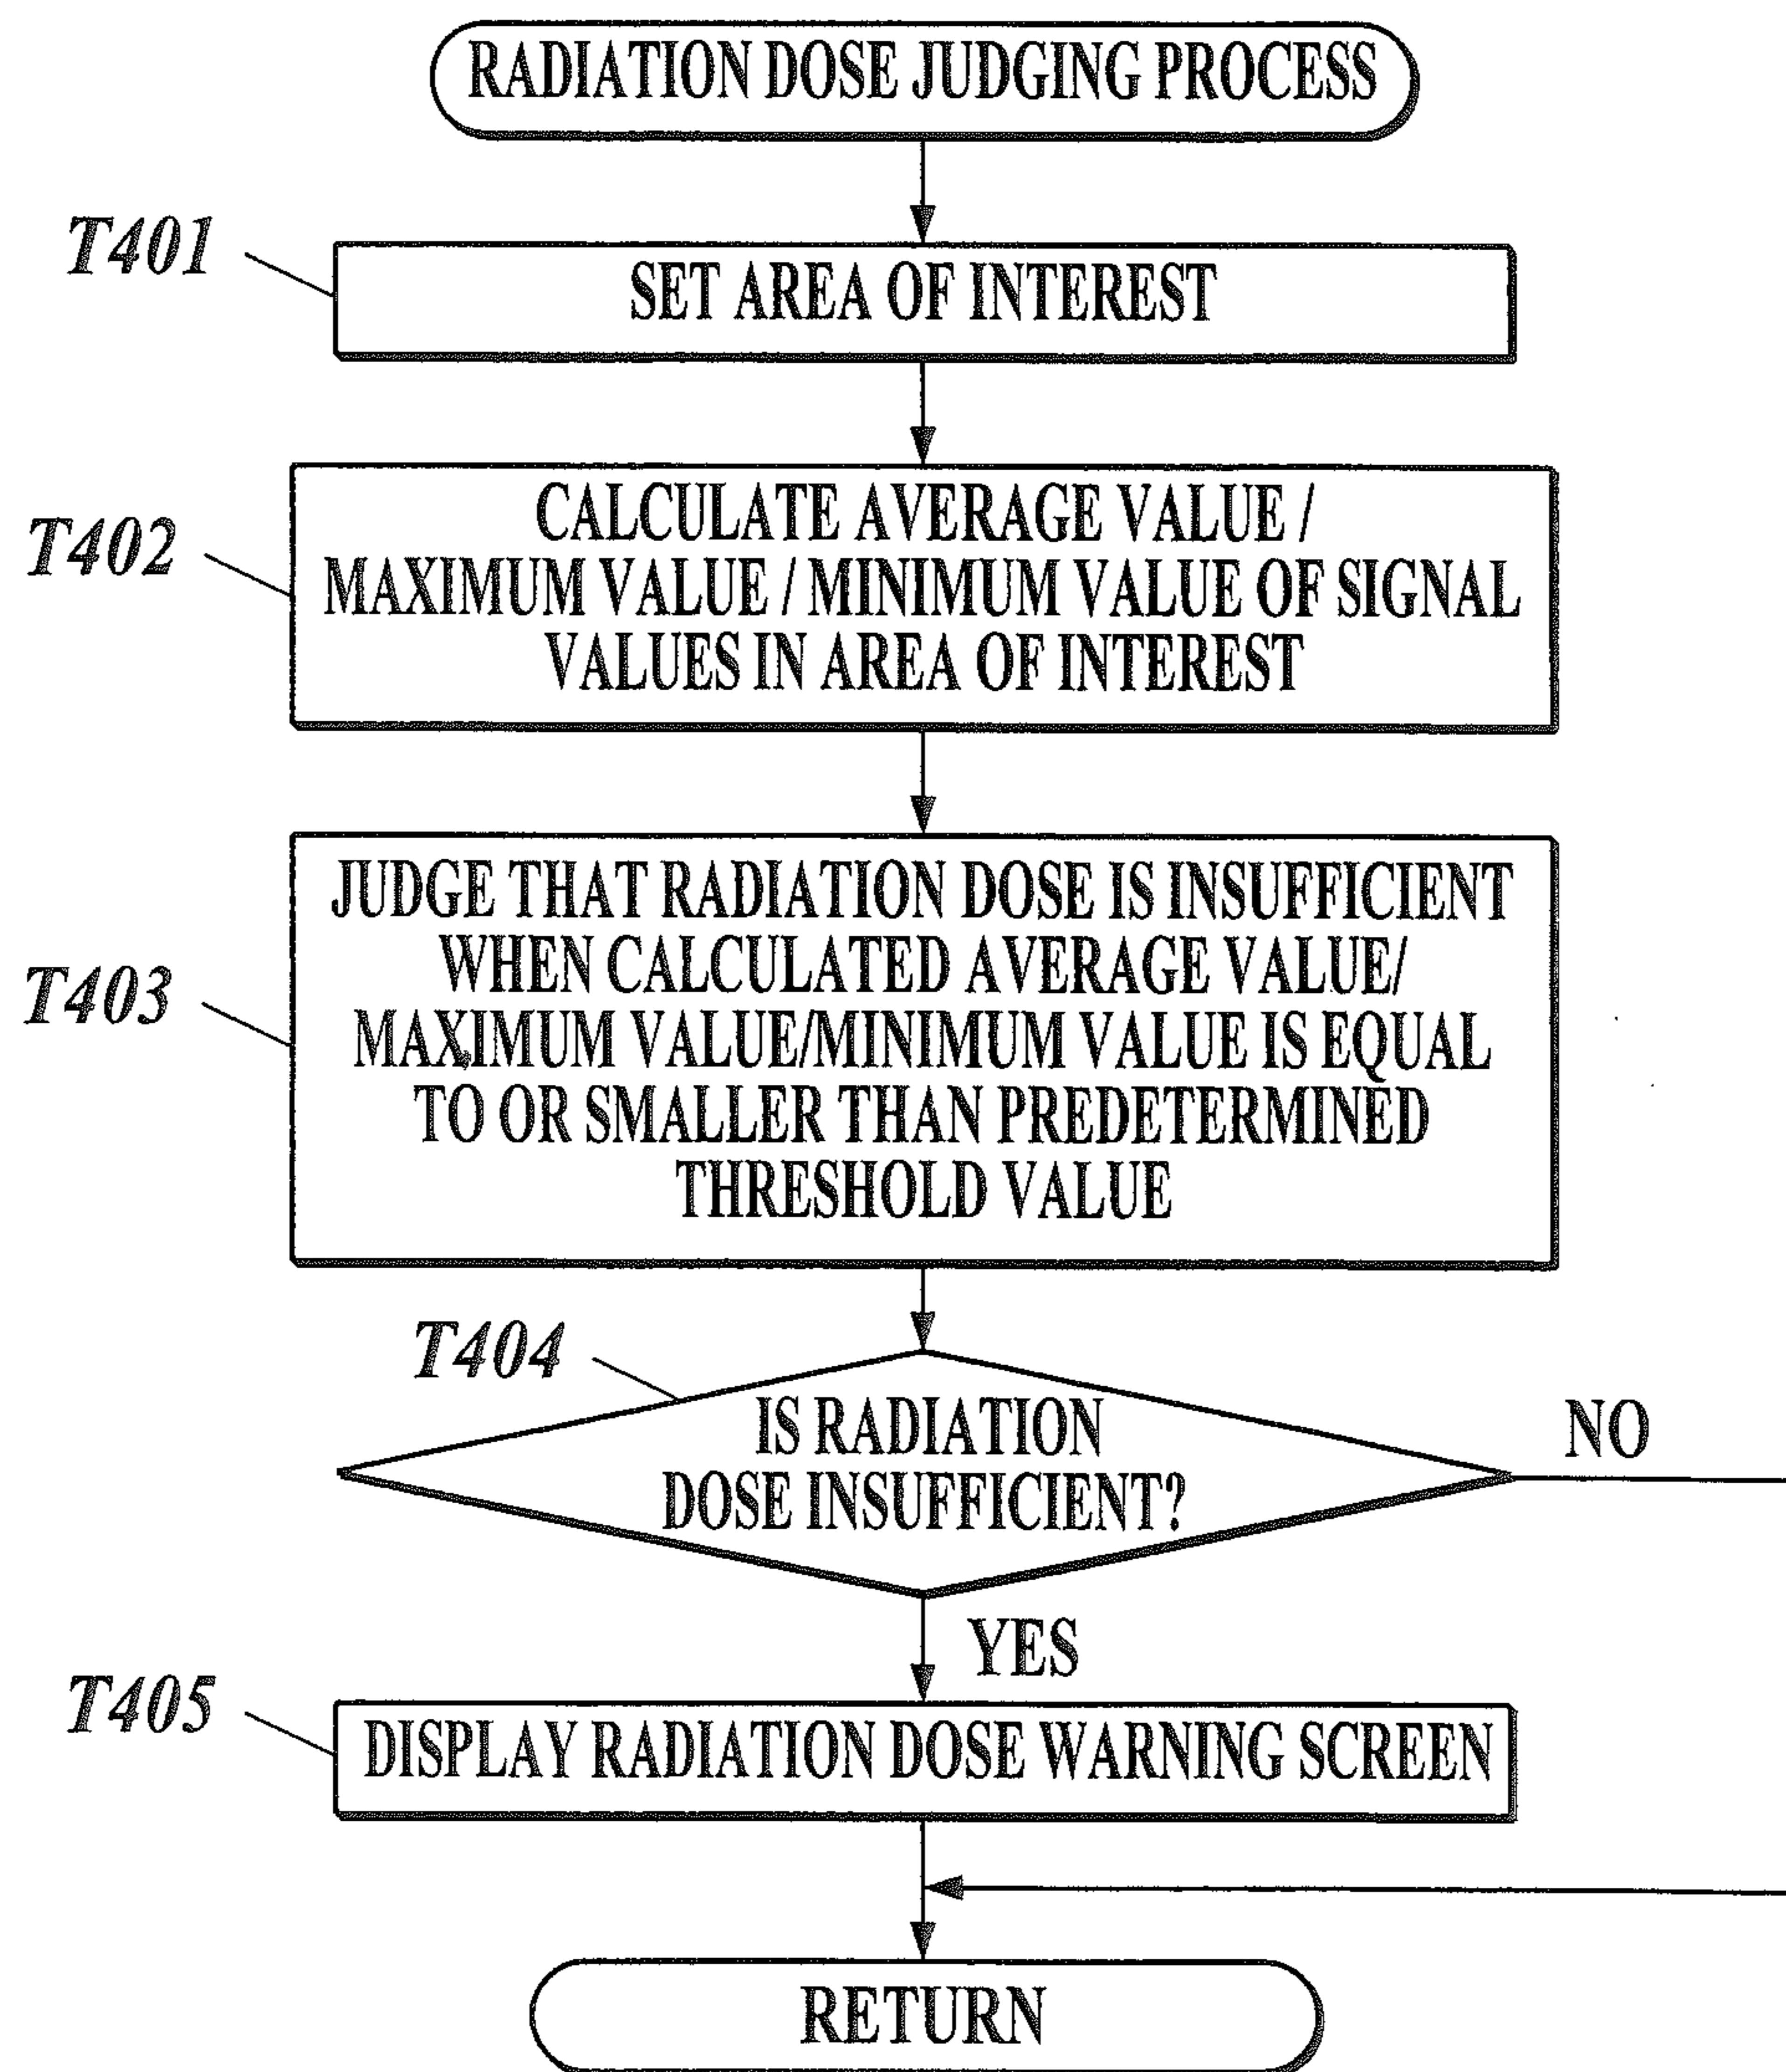 RADIATION DOSE JUDGING PROCESS
T401
SET AREA OF INTEREST
T402
CALCULATE AVERAGE VALUE /
MAXIMUM VALUE / MINIMUM VALUE OF SIGNAL
VALUES IN AREA OF INTEREST
T403
JUDGE THAT RADIATION DOSE IS INSUFFICIENT
WHEN CALCULATED AVERAGE VALUE/
MAXIMUM VALUE/MINIMUM VALUE IS EQUAL
TO OR SMALLER THAN PREDETERMINED
THRESHOLD VALUE
T404
IS RADIATION
DOSE INSUFFICIENT?
NO
YES
T405
DISPLAY RADIATION DOSE WARNING SCREEN
RETURN